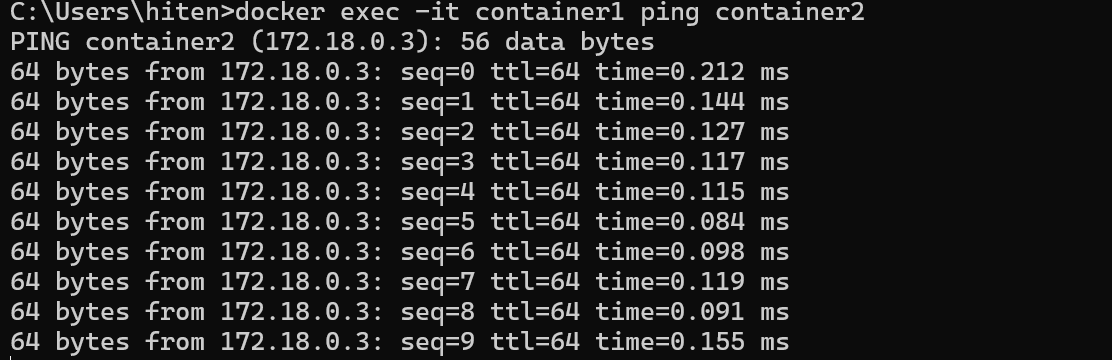 C:\Users\hiten>docker exec -it container1 ping container2
PING container2 (172.18.0.3): 56 data bytes
64 bytes from 172.18.0.3: seq=0 ttl=64 time=0.212 ms
64 bytes from 172.18.0.3: seq=1 ttl=64 time=0.144 ms
64 bytes from 172.18.0.3: seq=2 ttl=64 time=0.127 ms
64 bytes from 172.18.0.3: seq=3 ttl=64 time=0.117 ms
64 bytes from 172.18.0.3: seq=4 ttl=64 time=0.115 ms
64 bytes from 172.18.0.3: seq=5 ttl=64 time=0.084 ms
64 bytes from 172.18.0.3: seq=6 ttl=64 time=0.098 ms
64 bytes from 172.18.0.3: seq=7 ttl=64 time=0.119 ms
64 bytes from 172.18.0.3: seq=8 ttl=64 time=0.091 ms
64 bytes from 172.18.0.3: seq=9 ttl=64 time=0.155 ms